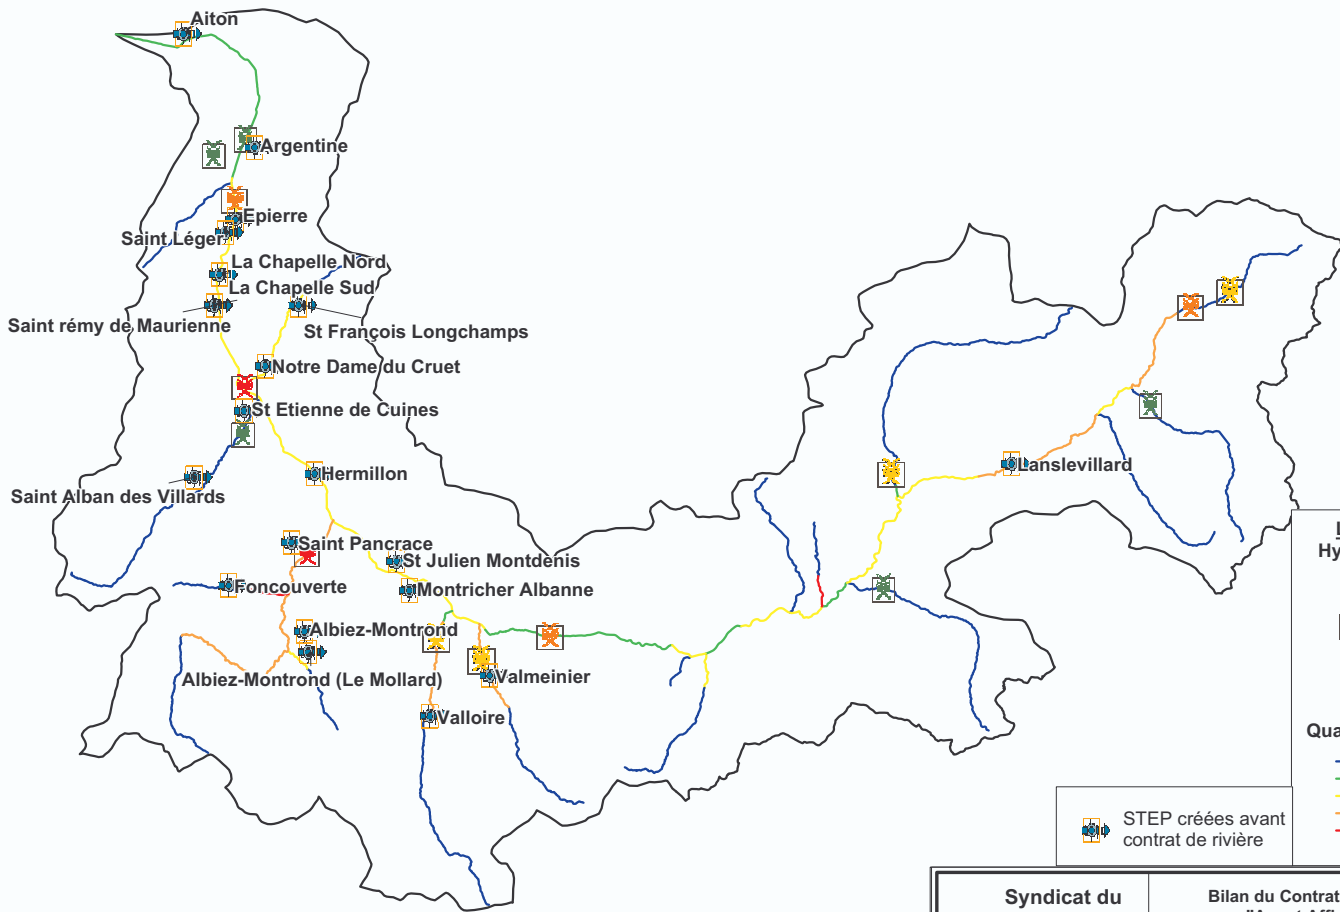 Aiton
Argentine
Epierre
Saint Léger
La Chapelle Nord
La Chapelle Sud
Saint rémy de Maurienne
St François Longchamps
Notre Dame du Cruet
St Etienne de Cuines
Hermillon
Lanslevillard
Saint Alban des Villards
Saint Pancrace
St Julien Montdenis
Foncouverte
Montricher Albanne
Albiez-Montrond
Albiez-Montrond (Le Mollard)
Valmeinier
Valloire
STEP créées avant
contrat de rivière
Syndicat du
Bilan du Contrat